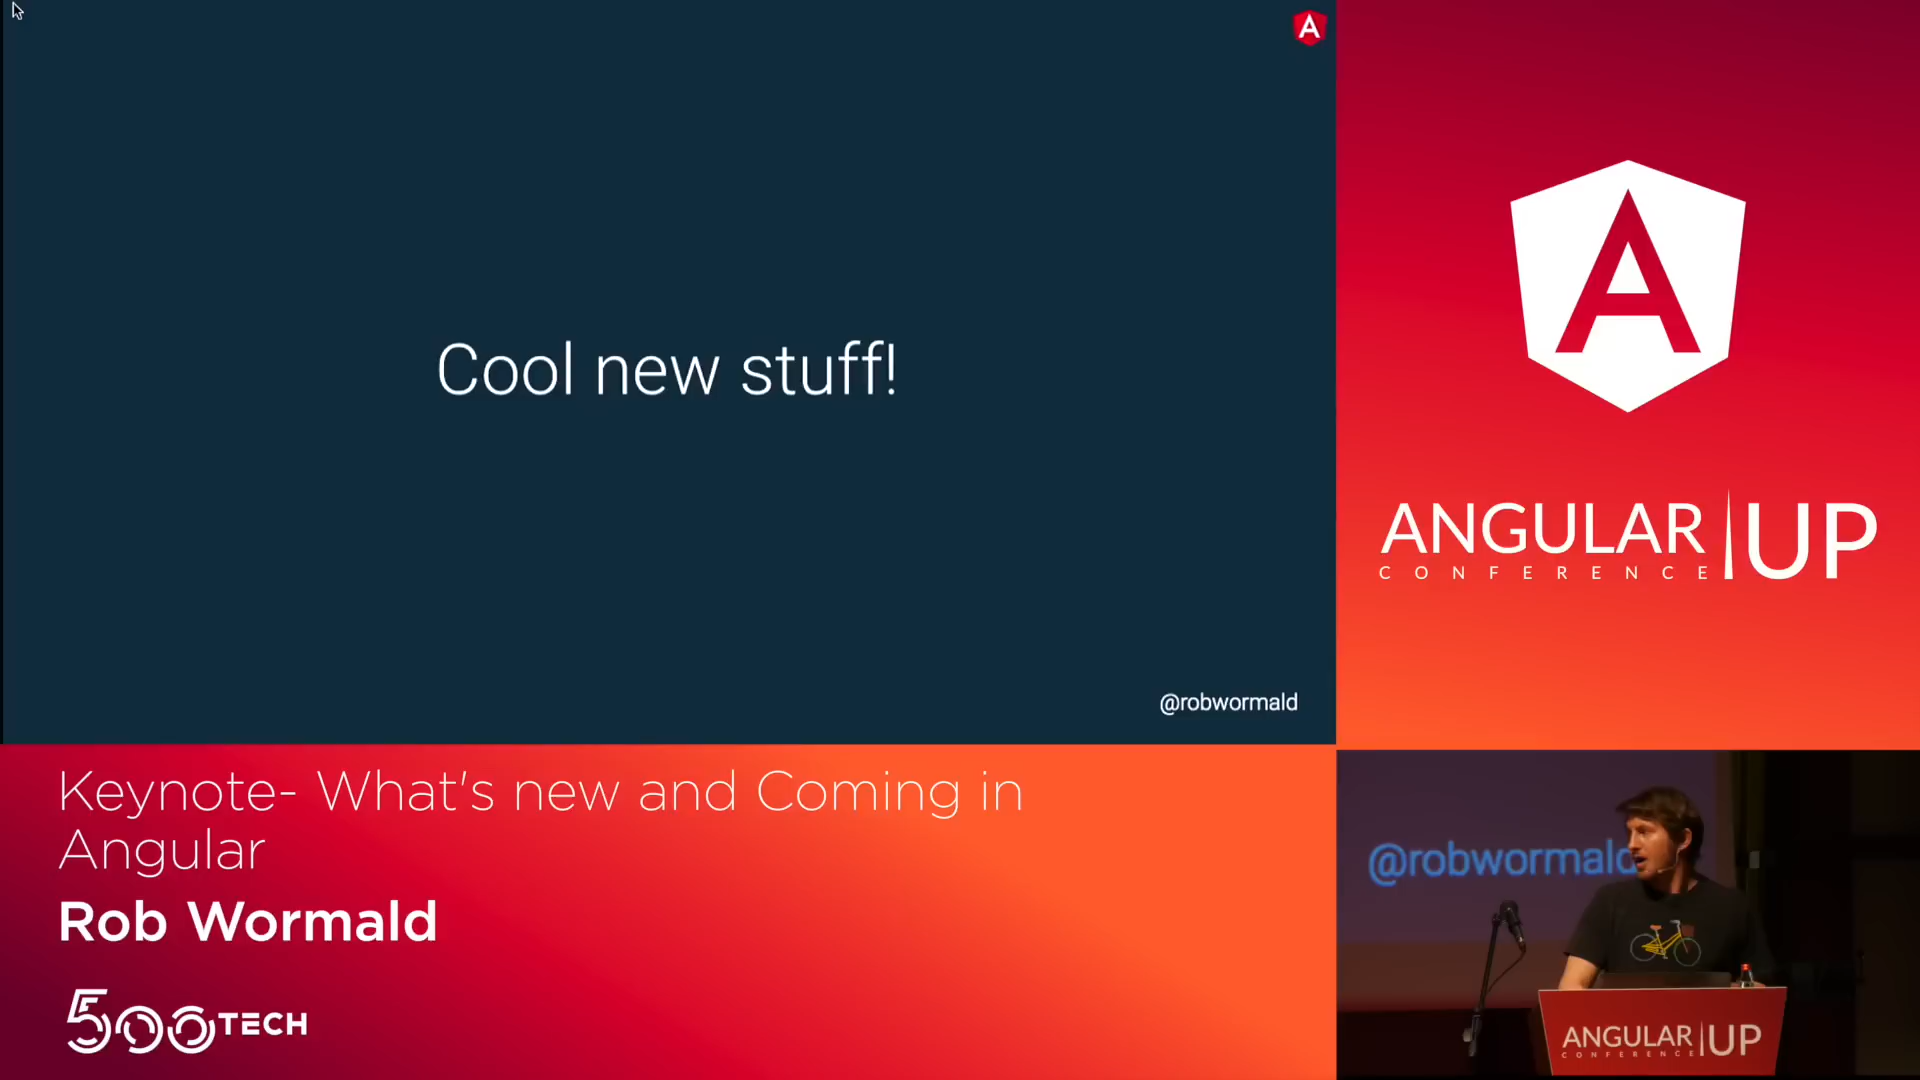 Cool new stuff!
@robwormald
ANGULAR UP
CONFERENCE
Keynote- What's new and Coming in
Angular
Rob Wormald
500TECH
@robwormald
ANGULAR UP
CONFERENCE